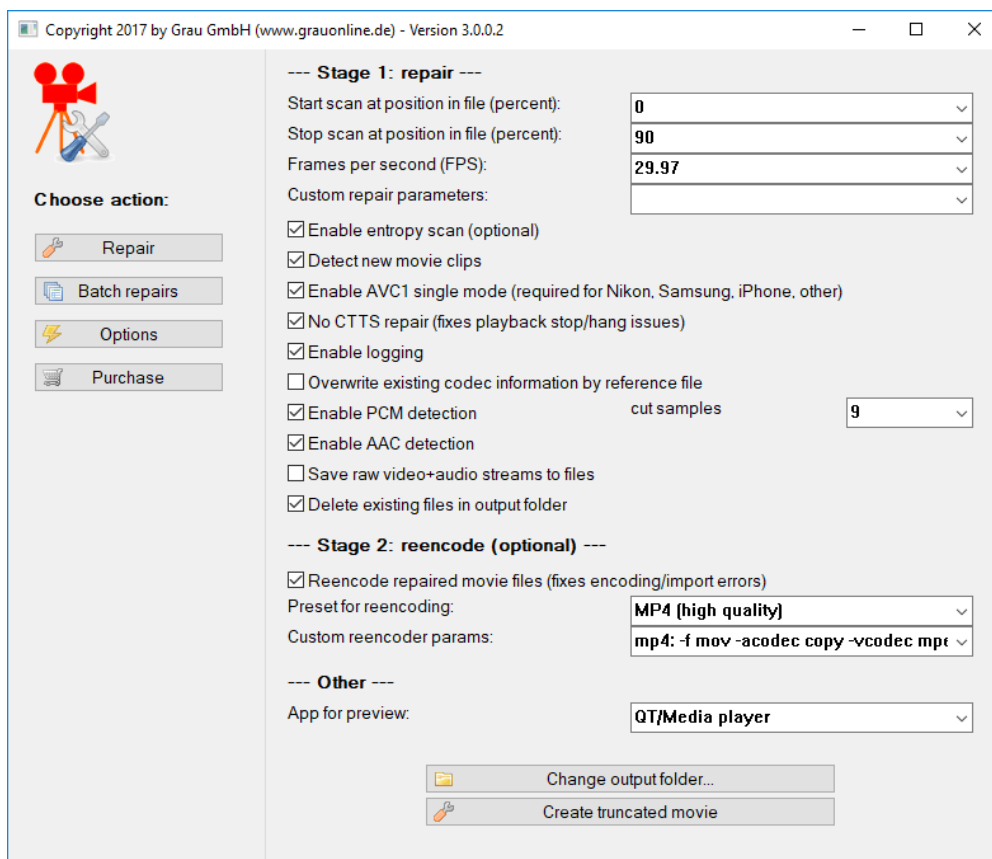 Copyright 2017 by Grau GmbH (www.grauonline.de) - Version 3.0.0.2
Choose action:
Repair
Batch repairs
Options
Purchase
--- Stage 1: repair ---
Start scan at position in file (percent): 0
Stop scan at position in file (percent): 90
Frames per second (FPS): 29.97
Custom repair parameters:
Enable entropy scan (optional)
Detect new movie clips
Enable AVC1 single mode (required for Nikon, Samsung, iPhone, other)
No CTTS repair (fixes playback stop/hang issues)
Enable logging
Overwrite existing codec information by reference file
Enable PCM detection cut samples 9
Enable AAC detection
Save raw video+audio streams to files
Delete existing files in output folder
--- Stage 2: reencode (optional) ---
Reencode repaired movie files (fixes encoding/import errors)
Preset for reencoding: MP4 (high quality)
Custom reencoder params: mp4: -f mov -acodec copy -vcodec mpe
--- Other ---
App for preview: QT/Media player
Change output folder...
Create truncated movie